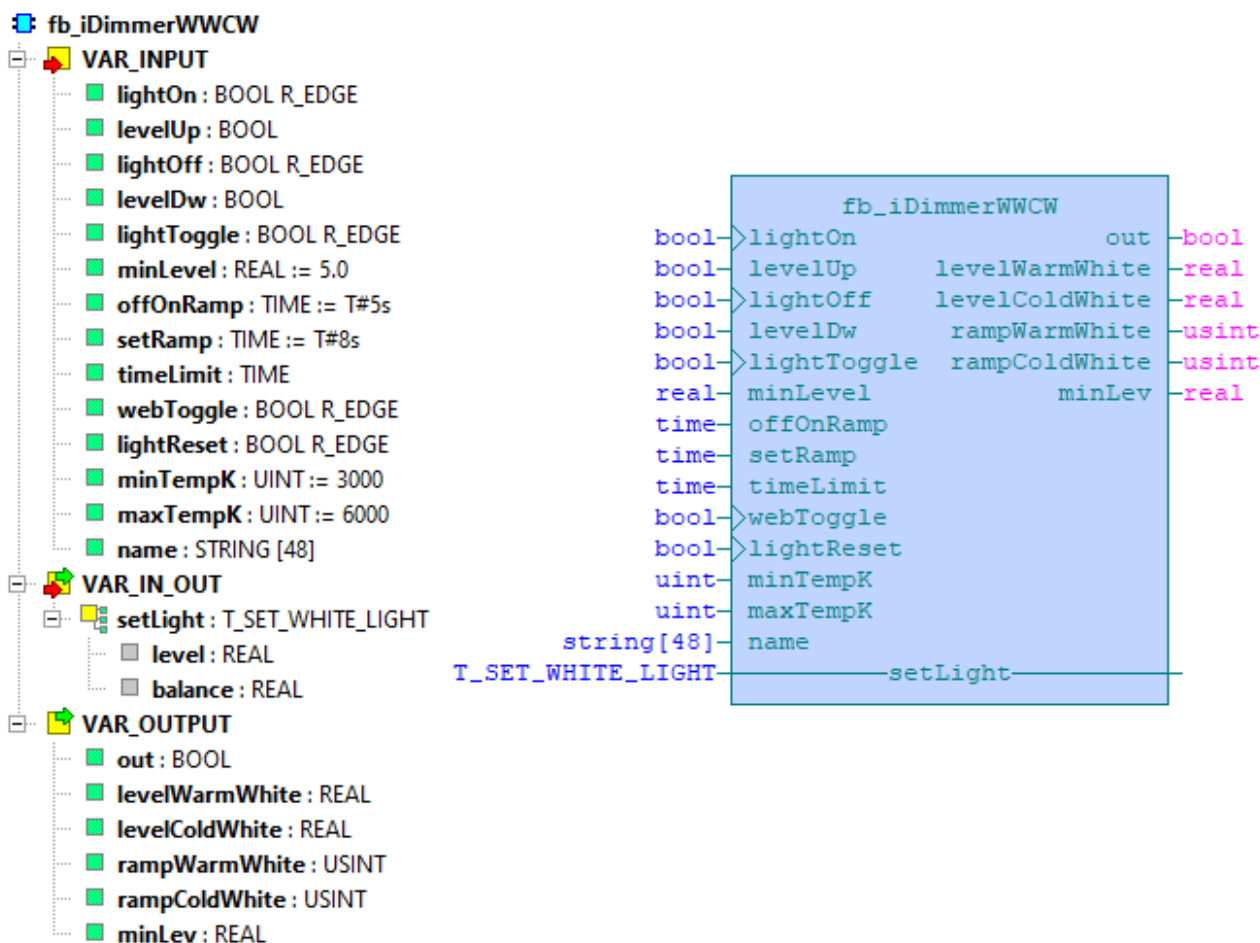 fb_iDimmerWWCW
VAR_INPUT
lightOn : BOOL R_EDGE
levelUp : BOOL
lightOff : BOOL R_EDGE
levelDw : BOOL
lightToggle : BOOL R_EDGE
minLevel : REAL := 5.0
offOnRamp : TIME := T#5s
setRamp : TIME := T#8s
timeLimit : TIME
webToggle : BOOL R_EDGE
lightReset : BOOL R_EDGE
minTempK : UINT := 3000
maxTempK : UINT := 6000
name : STRING [48]
VAR_IN_OUT
setLight : T_SET_WHITE_LIGHT
level : REAL
balance : REAL
VAR_OUTPUT
out : BOOL
levelWarmWhite : REAL
levelColdWhite : REAL
rampWarmWhite : USINT
rampColdWhite : USINT
minLev : REAL
fb_iDimmerWWCW
bool lightOn out bool
bool levelUp levelWarmWhite real
bool lightOff levelColdWhite real
bool levelDw rampWarmWhite usint
bool lightToggle rampColdWhite usint
real minLevel minLev real
time offOnRamp
time setRamp
time timeLimit
bool webToggle
bool lightReset
uint minTempK
uint maxTempK
string[48] name
T_SET_WHITE_LIGHT setLight